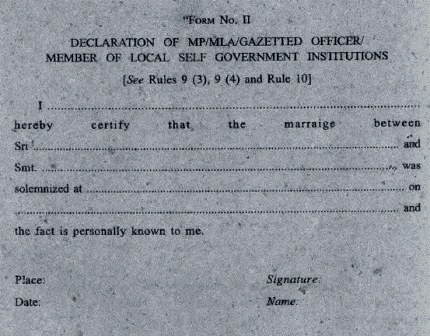 "FORM No. II
DECLARATION OF MP/MLA/GAZETTED OFFICER/
MEMBER OF LOCAL SELF GOVERNMENT INSTITUTIONS
[See Rules 9 (3), 9 (4) and Rule 10]
I ........................................................................
hereby certify that the marraige between
Sri ........................................................................ and
Smt. ........................................................................ was
solemnized at ........................................................................ on
........................................................................ and
the fact is personally known to me.
Place: Signature:
Date: Name: